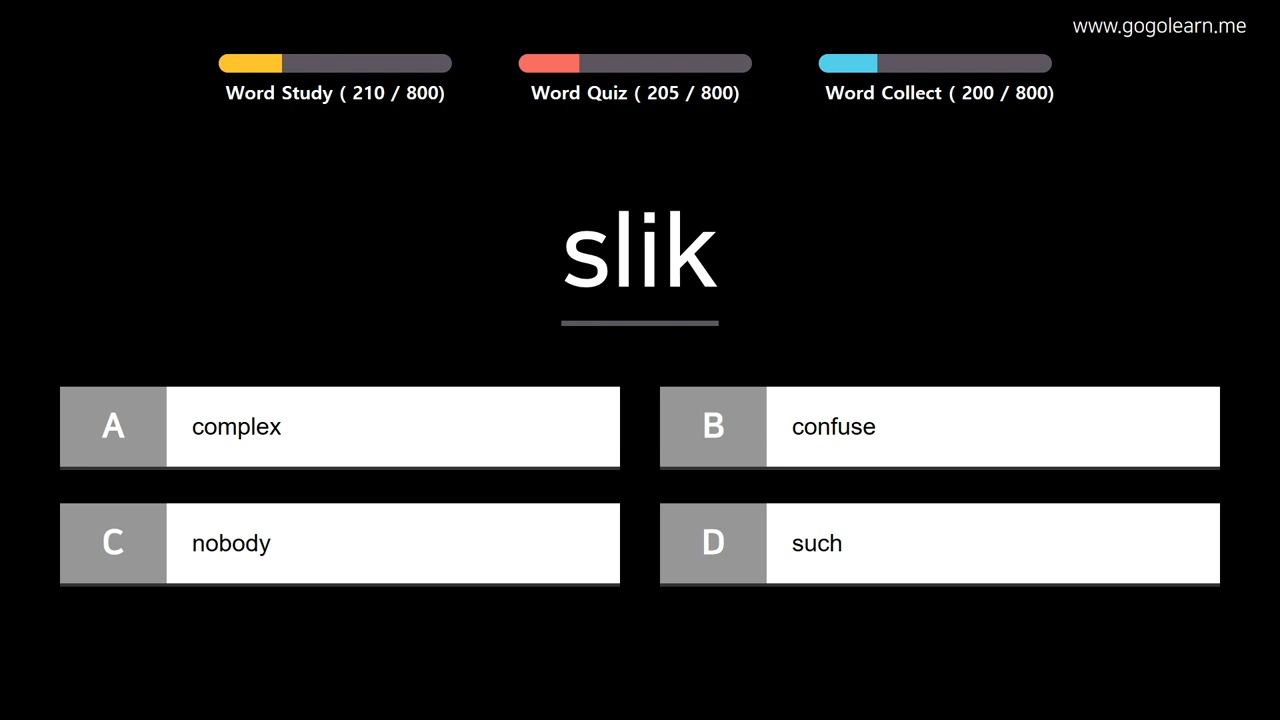 www.gogolearn.me
Word Study ( 210 / 800)
Word Quiz ( 205 / 800)
Word Collect ( 200 / 800)
slik
A complex
B confuse
C nobody
D such